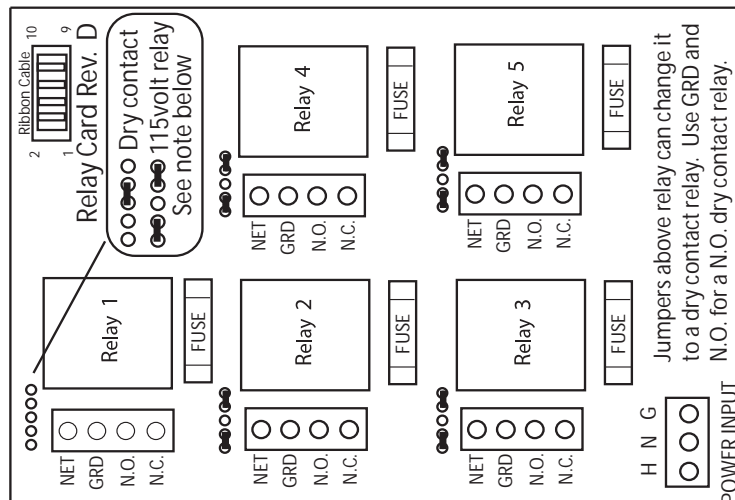 Ribbon Cable
2
10
1
9
Relay Card Rev. D
Dry contact
115volt relay
See note below
Relay 1
FUSE
NET
GRD
N.O.
N.C.
Relay 4
FUSE
NET
GRD
N.O.
N.C.
Relay 2
FUSE
NET
GRD
N.O.
N.C.
Relay 5
FUSE
NET
GRD
N.O.
N.C.
Relay 3
FUSE
NET
GRD
N.O.
N.C.
Jumpers above relay can change it
to a dry contact relay. Use GRD and
N.O. for a N.O. dry contact relay.
H N G
POWER INPUT